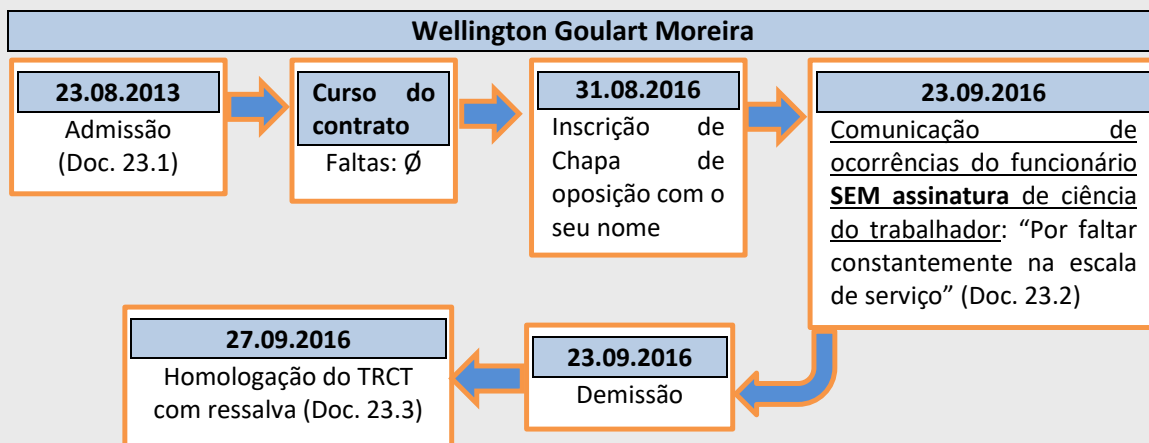 Wellington Goulart Moreira
23.08.2013
Admissão
(Doc. 23.1)
Curso do
contrato
Faltas: Ø
31.08.2016
Inscrição de
Chapa de
oposição com o
seu nome
23.09.2016
Comunicação de
ocorrências do funcionário
SEM assinatura de ciência
do trabalhador: “Por faltar
constantemente na escala
de serviço” (Doc. 23.2)
23.09.2016
Demissão
27.09.2016
Homologação do TRCT
com ressalva (Doc. 23.3)